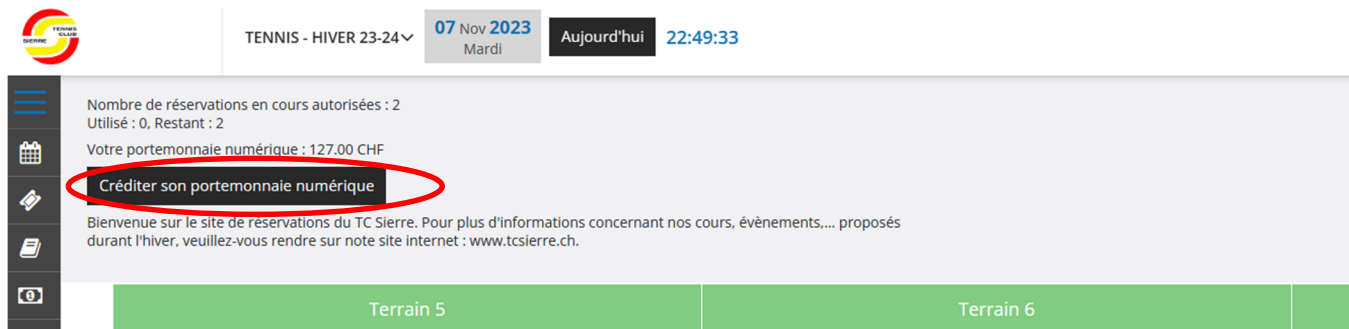 TENNIS
CLUB
SIERRE
TENNIS - HIVER 23-24
07 Nov 2023
Mardi
Aujourd'hui
22:49:33
Nombre de réservations en cours autorisées : 2
Utilisé : 0, Restant : 2
Votre portemonnaie numérique : 127.00 CHF
Créditer son portemonnaie numérique
Bienvenue sur le site de réservations du TC Sierre. Pour plus d'informations concernant nos cours, évènements,... proposés
durant l'hiver, veuillez-vous rendre sur note site internet : www.tcsierre.ch.
Terrain 5
Terrain 6